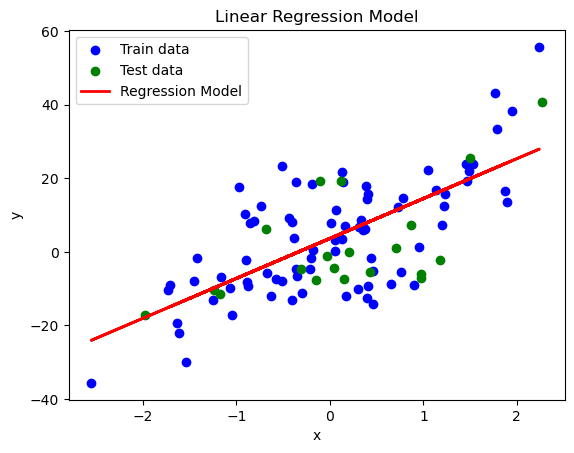 Linear Regression Model
Train data
Test data
Regression Model
60
40
20
0
−20
−40
y
−2
−1
0
1
2
x